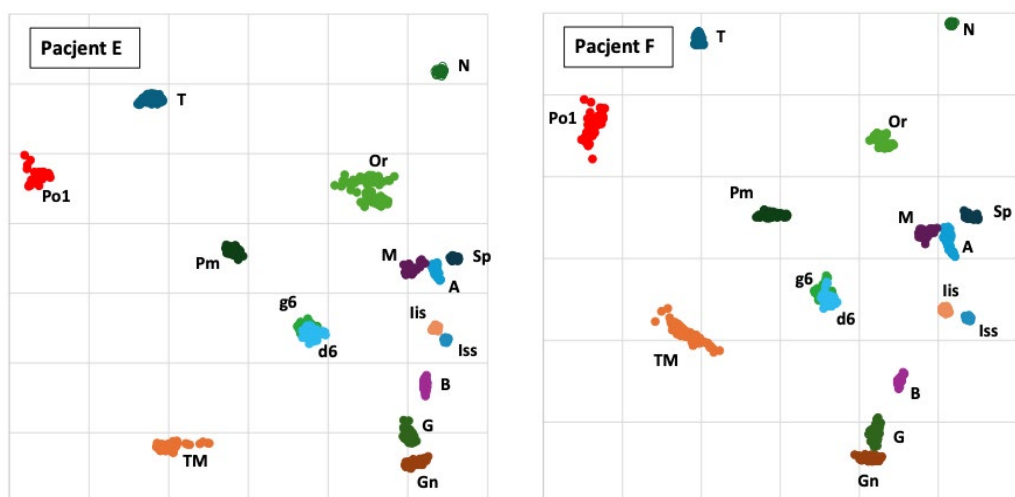 Pacjent E
N
T
Or
Po1
M
Sp
Pm
A
g6
Iis
d6
Iss
B
G
TM
Gn
Pacjent F
T
N
Po1
Or
Pm
Sp
M
A
g6
Iis
d6
Iss
TM
B
G
Gn